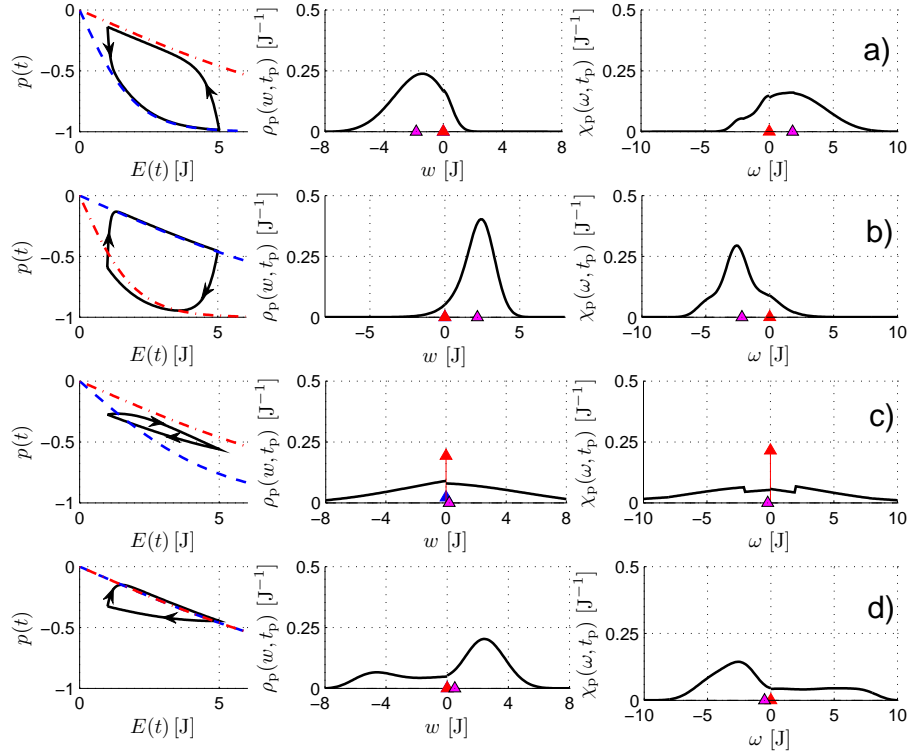 0
−0.5
−1
0 5
p(t)
E(t) [J]
0.5
0.25
0
−8 −4 0 4 8
ρp(w, tp) [J⁻¹]
w [J]
0.5
0.25
0
−10 −5 0 5 10
χp(ω, tp) [J⁻¹]
ω [J]
a)
0
−0.5
−1
0 5
p(t)
E(t) [J]
0.5
0.25
0
−5 0 5
ρp(w, tp) [J⁻¹]
w [J]
0.5
0.25
0
−10 −5 0 5 10
χp(ω, tp) [J⁻¹]
ω [J]
b)
0
−0.5
−1
0 5
p(t)
E(t) [J]
0.5
0.25
0
−8 −4 0 4 8
ρp(w, tp) [J⁻¹]
w [J]
0.5
0.25
0
−10 −5 0 5 10
χp(ω, tp) [J⁻¹]
ω [J]
c)
0
−0.5
−1
0 5
p(t)
E(t) [J]
0.5
0.25
0
−8 −4 0 4 8
ρp(w, tp) [J⁻¹]
w [J]
0.5
0.25
0
−10 −5 0 5 10
χp(ω, tp) [J⁻¹]
ω [J]
d)